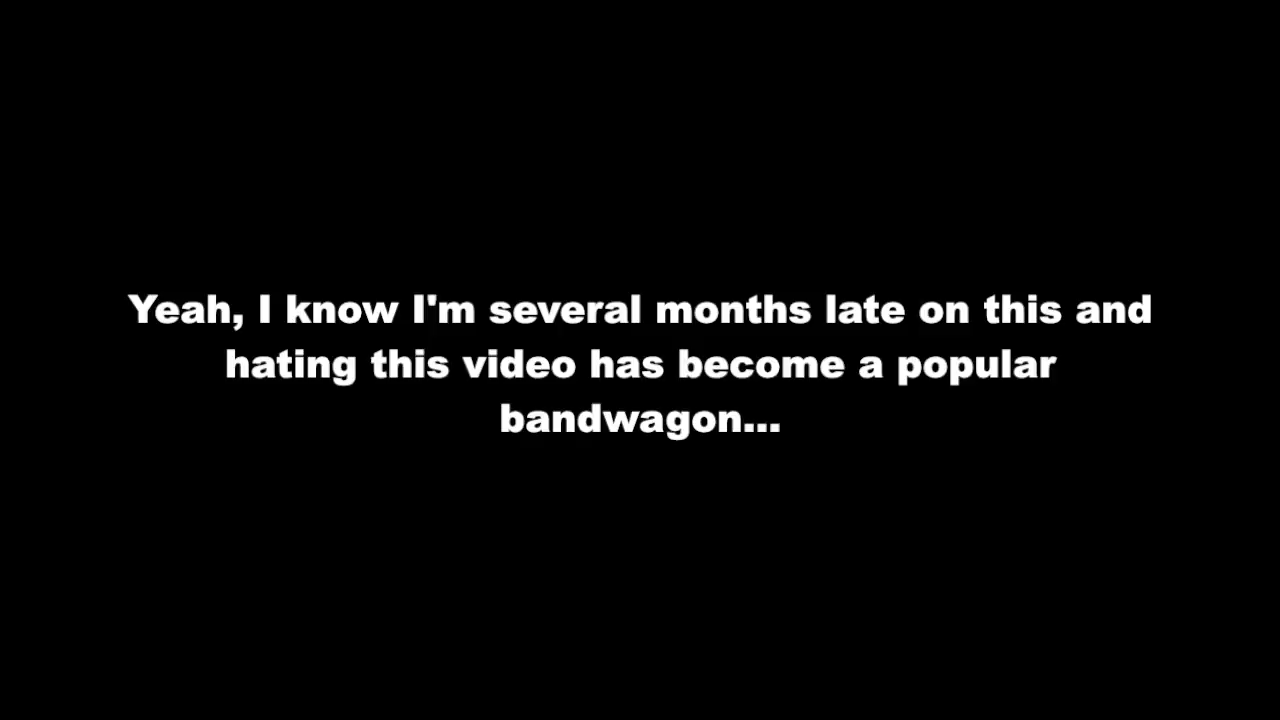 Yeah, I know I'm several months late on this and
hating this video has become a popular
bandwagon...